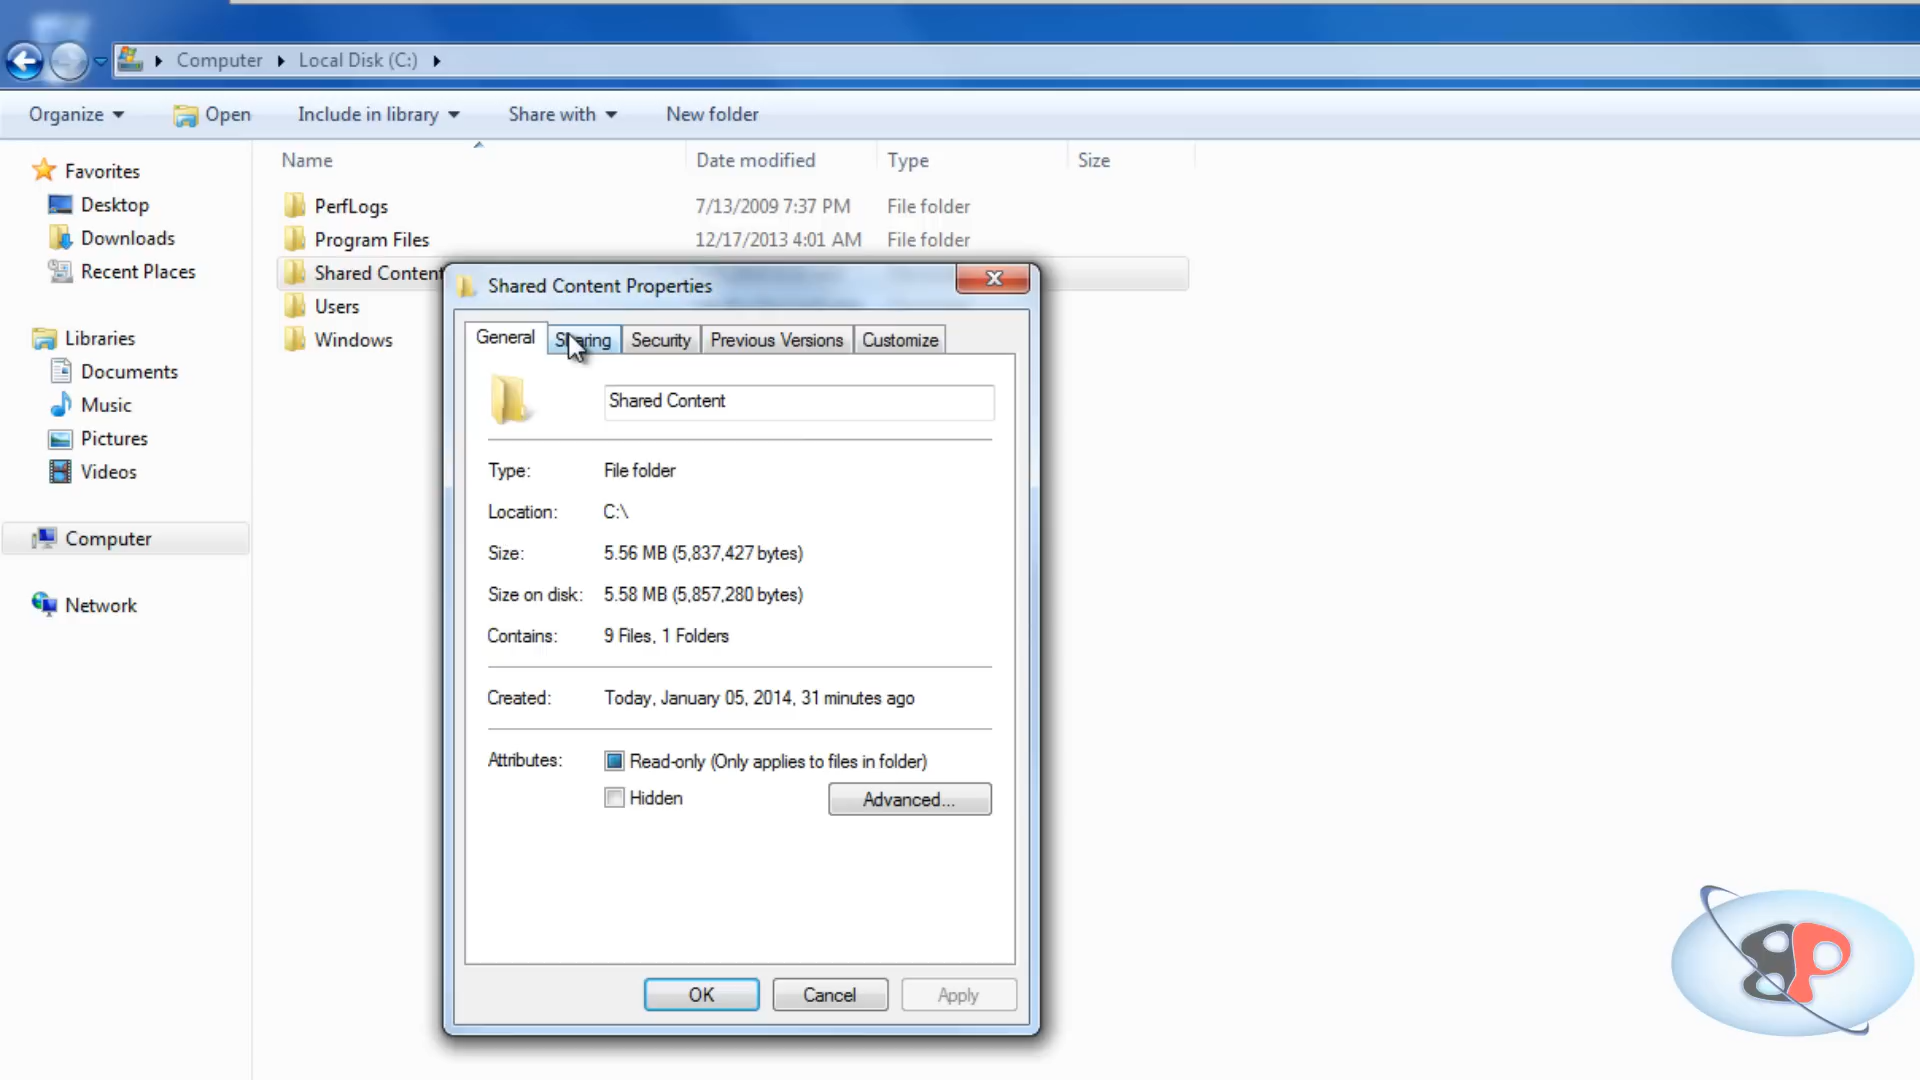 Computer Local Disk (C:)
Organize Open Include in library Share with New folder
Name Date modified Type Size
Favorites
Desktop
Downloads
Recent Places
Libraries
Documents
Music
Pictures
Videos
Computer
Network
PerfLogs 7/13/2009 7:37 PM File folder
Program Files 12/17/2013 4:01 AM File folder
Shared Content
Users
Windows
Shared Content Properties
General Sharing Security Previous Versions Customize
Shared Content
Type: File folder
Location: C:\
Size: 5.56 MB (5,837,427 bytes)
Size on disk: 5.58 MB (5,857,280 bytes)
Contains: 9 Files, 1 Folders
Created: Today, January 05, 2014, 31 minutes ago
Attributes: Read-only (Only applies to files in folder)
Hidden Advanced...
OK Cancel Apply
BP